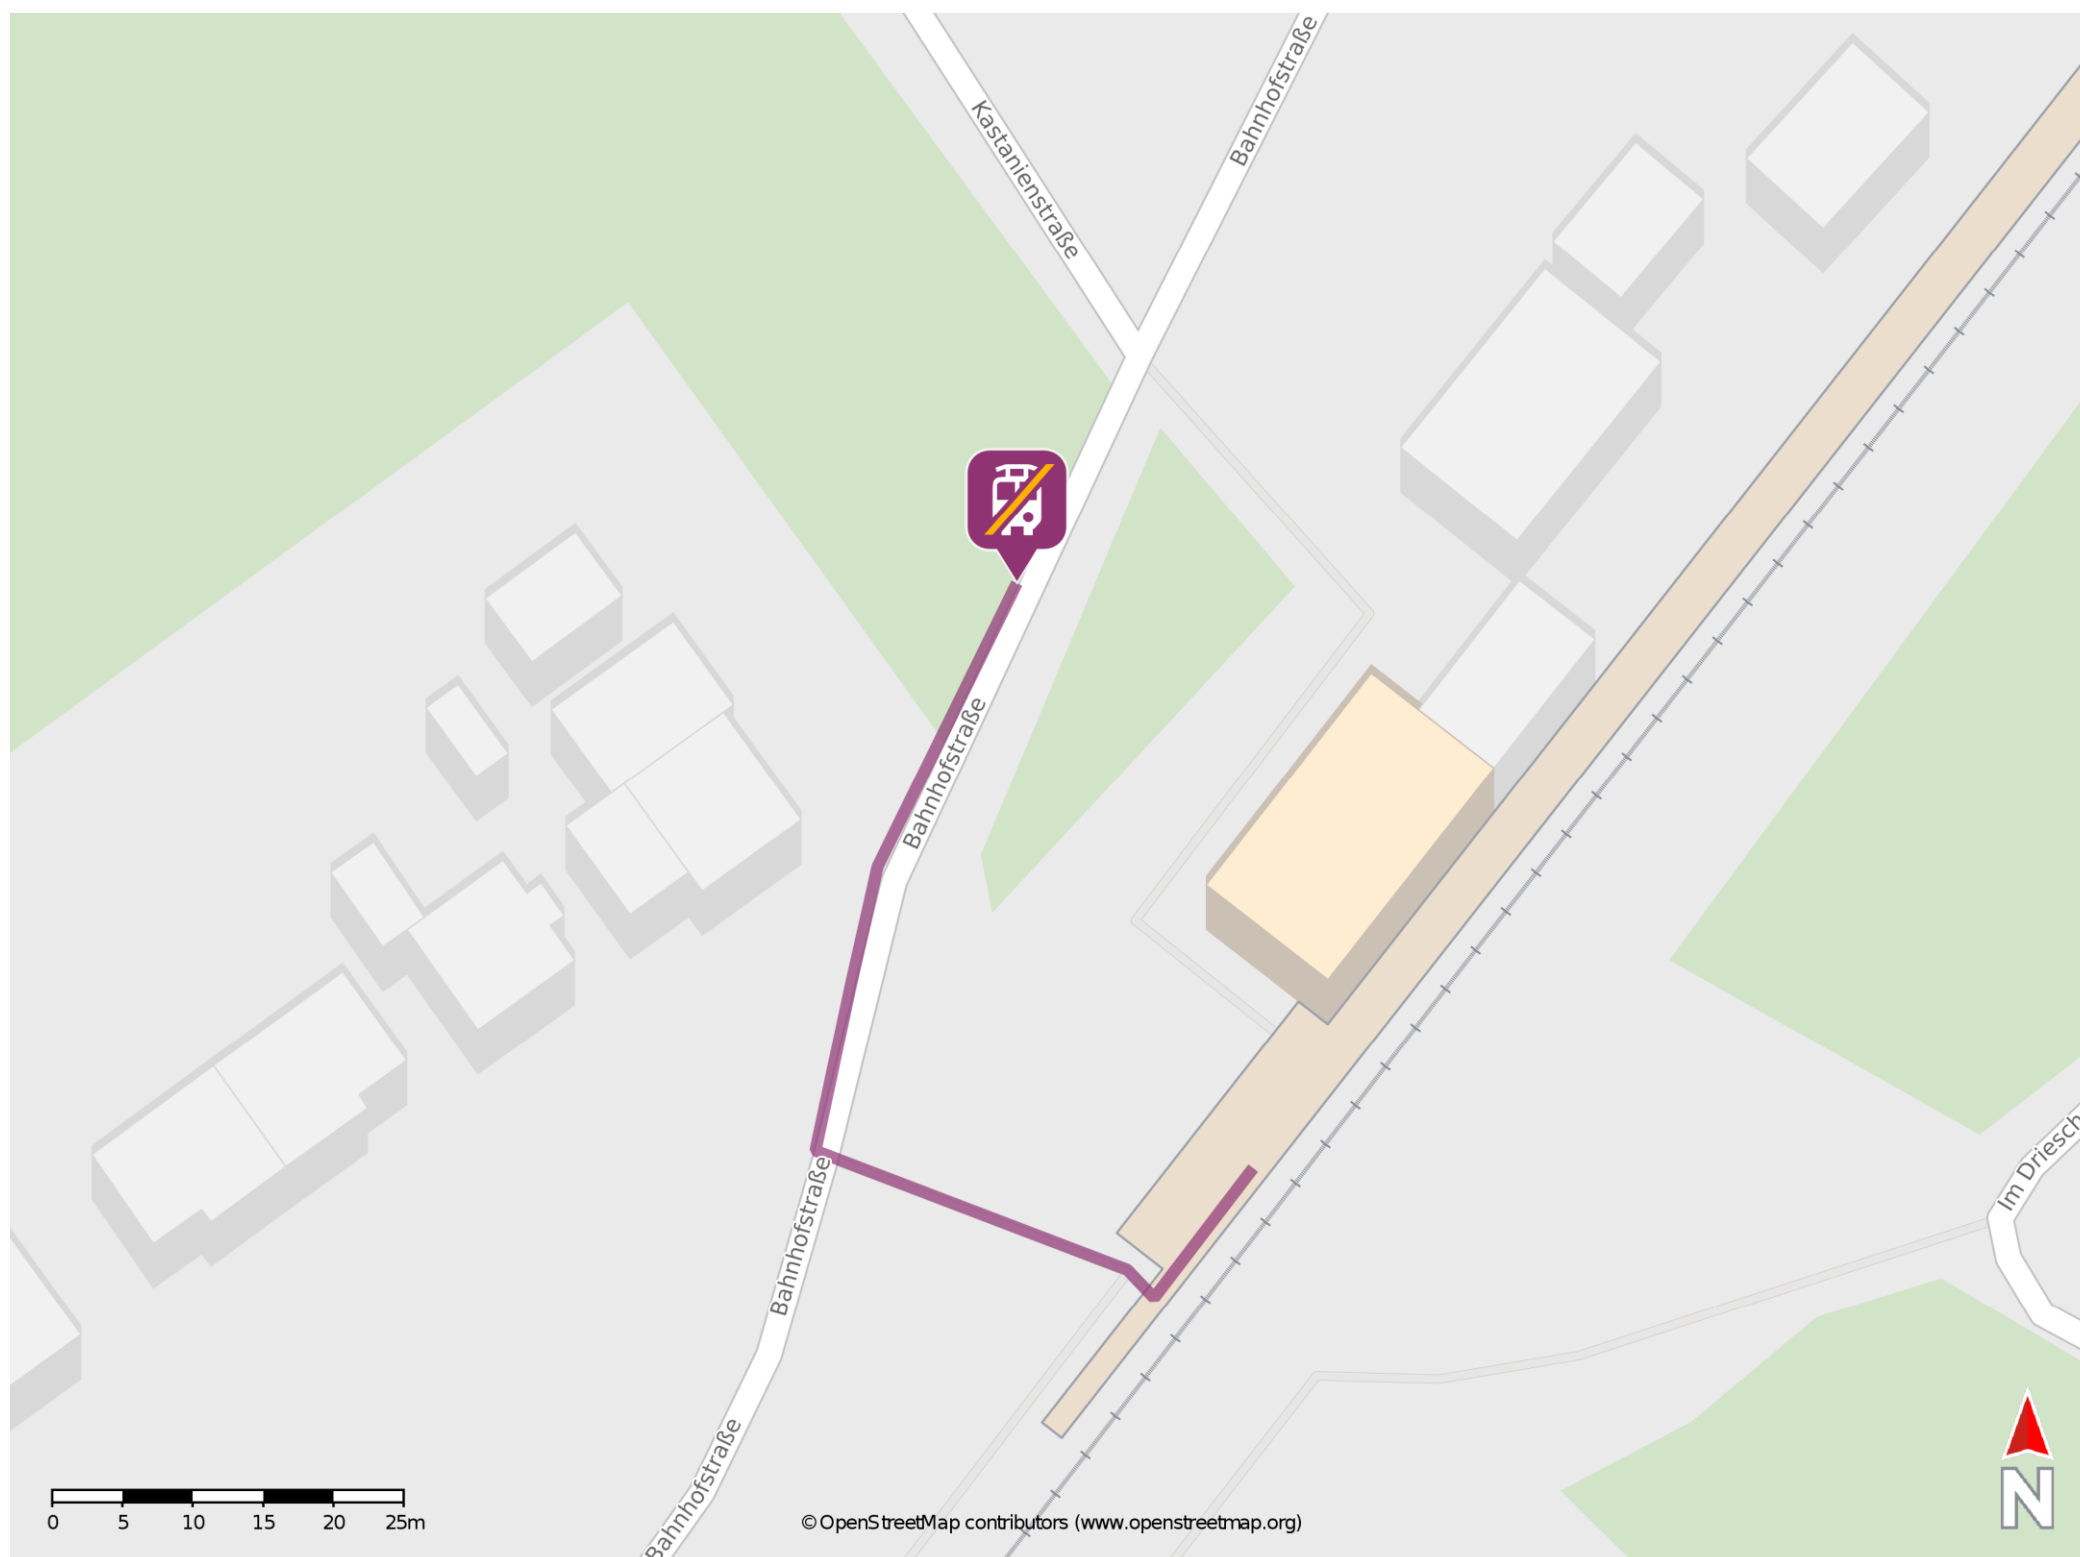 Bahnhofstraße
Kastanienstraße
Bahnhofstraße
Im Driesch
Bahnhofstraße
Bahnhofstraße
0 5 10 15 20 25m
© OpenStreetMap contributors (www.openstreetmap.org)
N